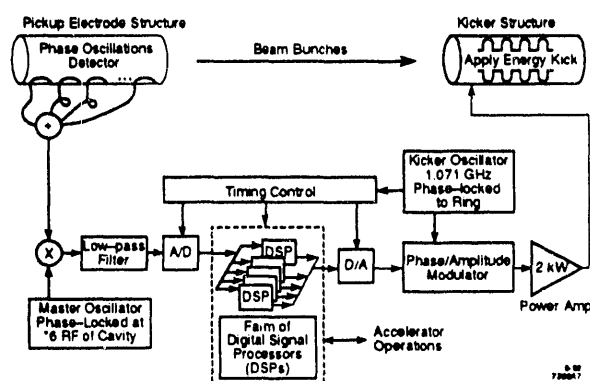 Pickup Electrode Structure
Phase Oscillations
Detector
Beam Bunches
Kicker Structure
Apply Energy Kick
+
Timing Control
Kicker Oscillator
1.071 GHz
Phase–locked
to Ring
X
Low–pass
Filter
A/D
DSP
DSP
D/A
Phase/Amplitude
Modulator
2 kW
Power Amp
Master Oscillator
Phase–Locked at
*6 RF of Cavity
Farm of
Digital Signal
Processors
(DSPs)
Accelerator
Operations